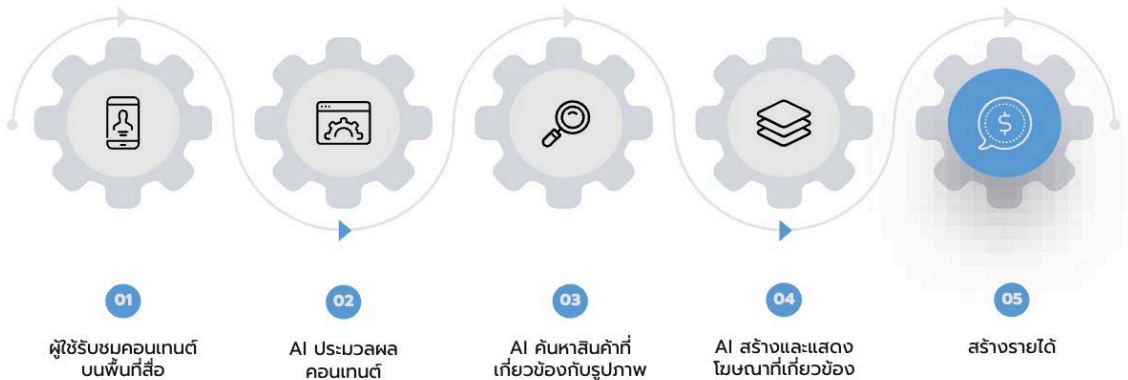 01
ผู้ใช้รับชมคอนเทนต์
บนพื้นที่สื่อ
02
AI ประมวลผล
คอนเทนต์
03
AI ค้นหาสินค้าที่
เกี่ยวข้องกับรูปภาพ
04
AI สร้างและแสดง
โฆษณาที่เกี่ยวข้อง
05
สร้างรายได้